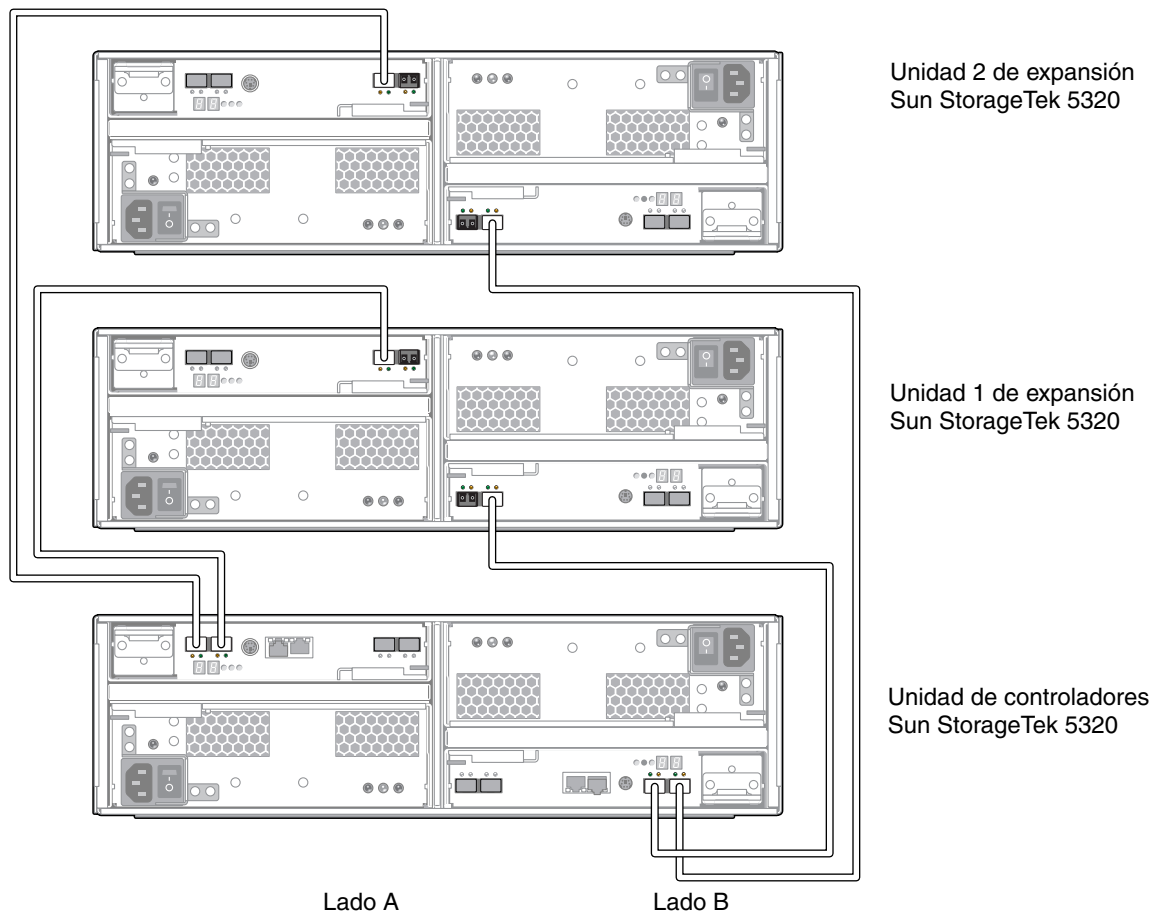 Unidad 2 de expansión
Sun StorageTek 5320
Unidad 1 de expansión
Sun StorageTek 5320
Unidad de controladores
Sun StorageTek 5320
Lado A
Lado B